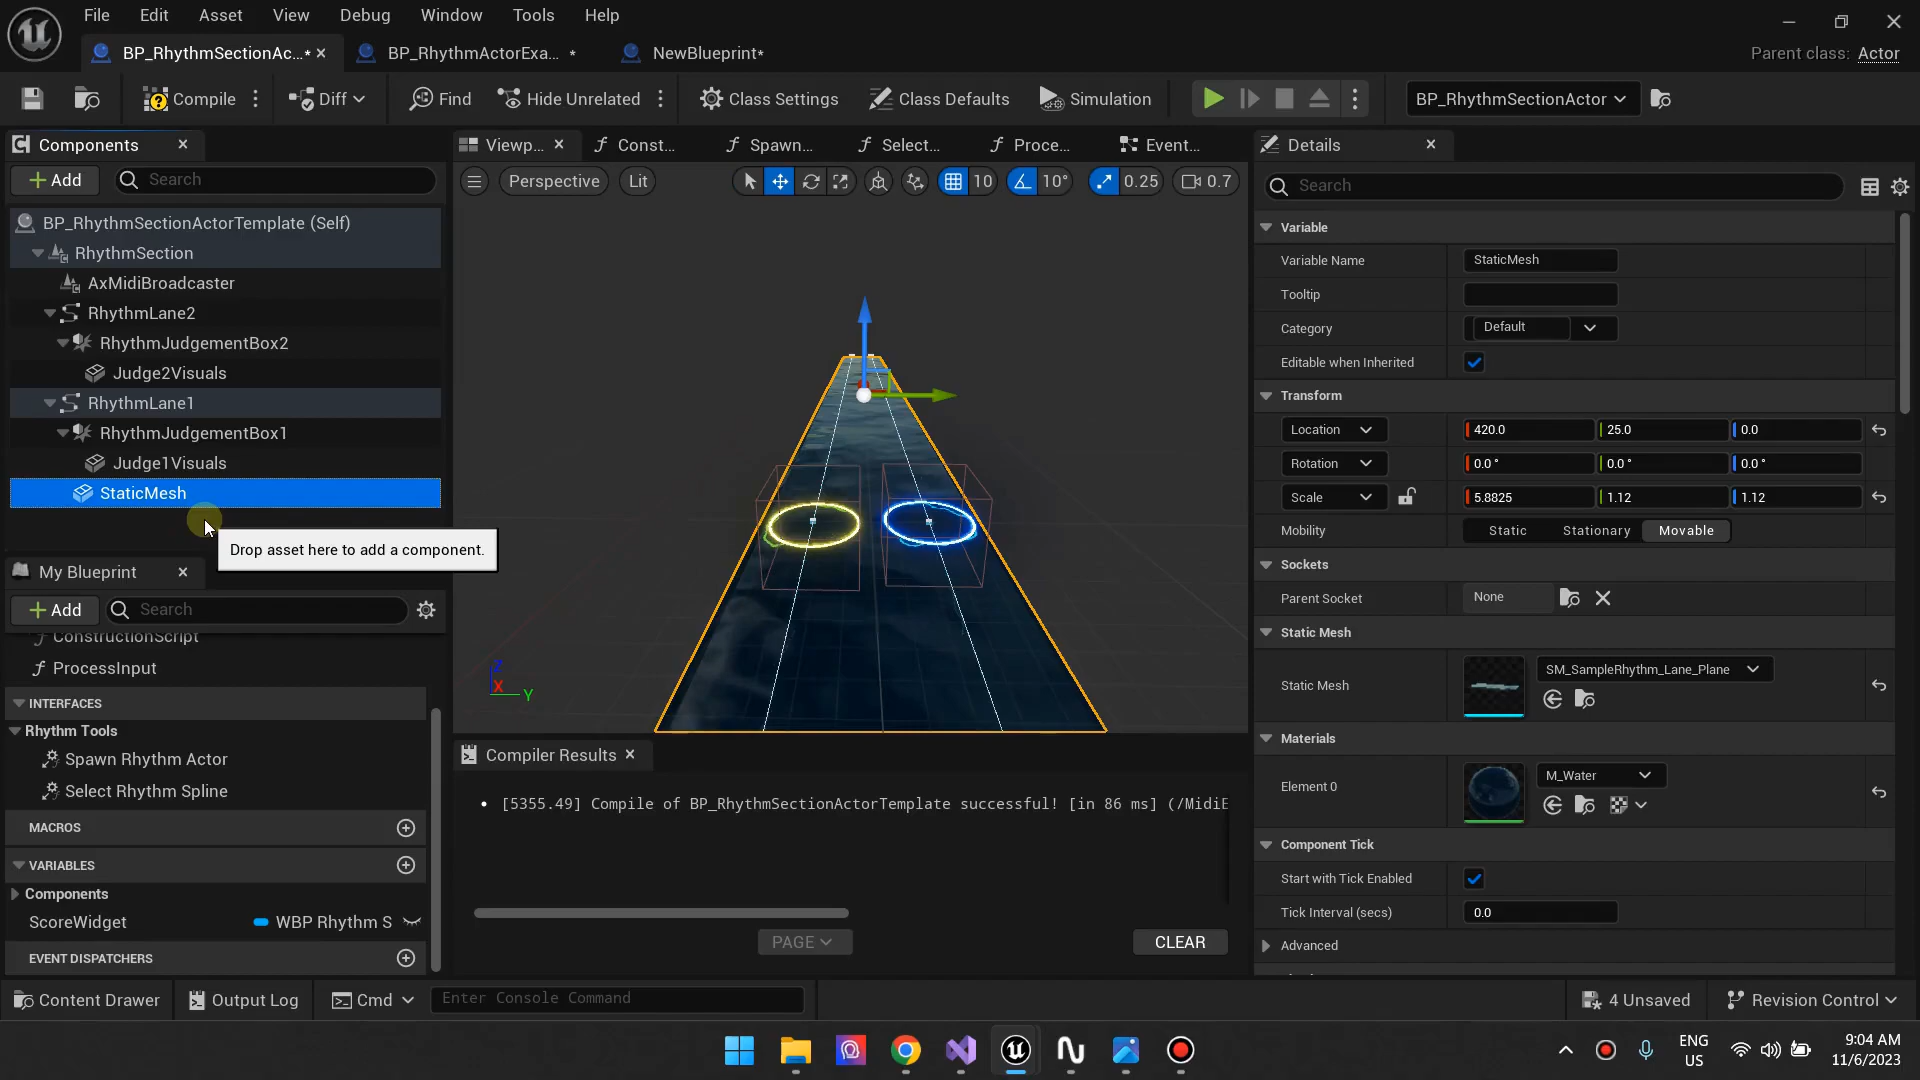 File Edit Asset View Debug Window Tools Help
BP_RhythmSectionAc...* BP_RhythmActorExa... * NewBlueprint*
Parent class: Actor
Compile Diff Find Hide Unrelated Class Settings Class Defaults Simulation BP_RhythmSectionActor
Components
Add Search
BP_RhythmSectionActorTemplate (Self)
RhythmSection
AxMidiBroadcaster
RhythmLane2
RhythmJudgementBox2
Judge2Visuals
RhythmLane1
RhythmJudgementBox1
Judge1Visuals
StaticMesh
Drop asset here to add a component.
My Blueprint
Add Search
ConstructionScript
ProcessInput
INTERFACES
Rhythm Tools
Spawn Rhythm Actor
Select Rhythm Spline
MACROS
VARIABLES
Components
ScoreWidget WBP Rhythm S
EVENT DISPATCHERS
Viewp... Const... Spawn... Select... Proce... Event...
Perspective Lit 10 10° 0.25 0.7
Z
X Y
Compiler Results
• [5355.49] Compile of BP_RhythmSectionActorTemplate successful! [in 86 ms] (/MidiE
PAGE CLEAR
Details
Search
Variable
Variable Name StaticMesh
Tooltip
Category Default
Editable when Inherited
Transform
Location 420.0 25.0 0.0
Rotation 0.0 ° 0.0 ° 0.0 °
Scale 5.8825 1.12 1.12
Mobility Static Stationary Movable
Sockets
Parent Socket None
Static Mesh
Static Mesh SM_SampleRhythm_Lane_Plane
Materials
Element 0 M_Water
Component Tick
Start with Tick Enabled
Tick Interval (secs) 0.0
Advanced
Content Drawer Output Log Cmd Enter Console Command 4 Unsaved Revision Control
ENG
US
9:04 AM
11/6/2023